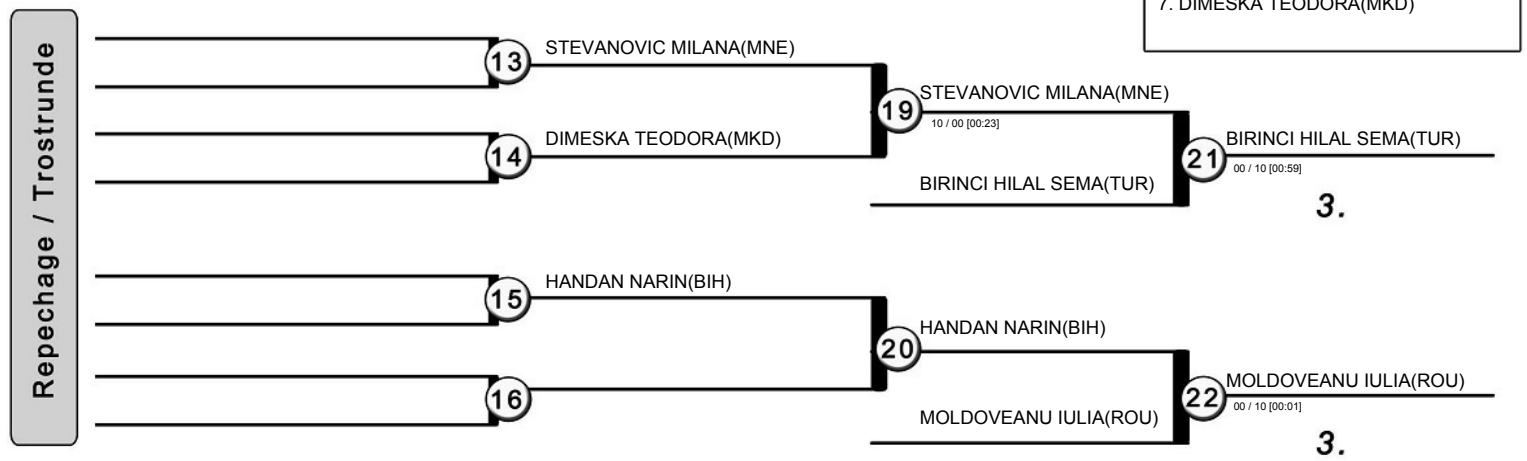 7. DIMESKA TEODORA(MKD)
Repechage / Trostrunde
13
STEVANOVIC MILANA(MNE)
19
STEVANOVIC MILANA(MNE)
10 / 00 [00:23]
14
DIMESKA TEODORA(MKD)
21
BIRINCI HILAL SEMA(TUR)
00 / 10 [00:59]
BIRINCI HILAL SEMA(TUR)
3.
15
HANDAN NARIN(BIH)
20
HANDAN NARIN(BIH)
16
22
MOLDOVEANU IULIA(ROU)
00 / 10 [00:01]
MOLDOVEANU IULIA(ROU)
3.